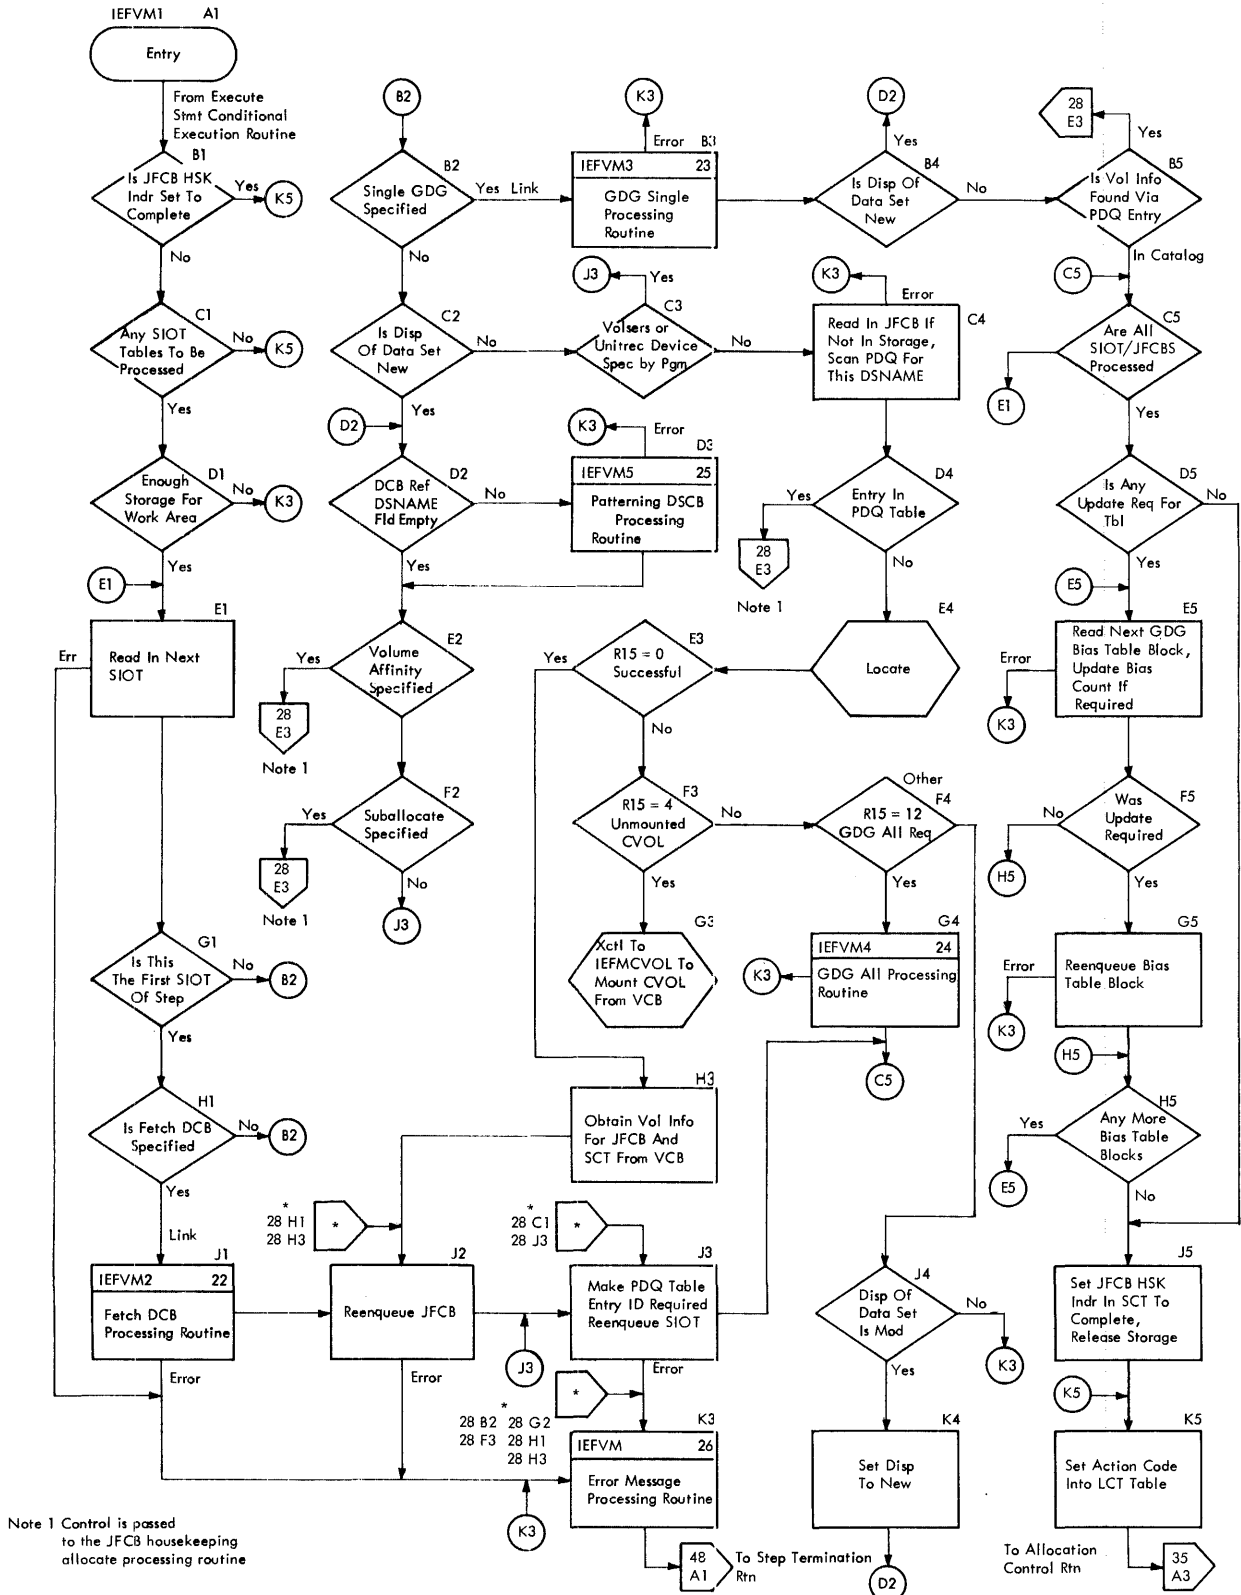 IEFVM1 A1
Entry
From Execute
Stmt Conditional
Execution Routine
B1
Is JFCB HSK
Indr Set To
Complete
Yes
K5
No
C1
Any SIOT
Tables To Be
Processed
No
K5
Yes
D1
Enough
Storage For
Work Area
No
K3
Yes
E1
E1
Read In Next
SIOT
Err
G1
Is This
The First SIOT
Of Step
No
B2
Yes
H1
Is Fetch DCB
Specified
No
B2
Yes
Link
J1
IEFVM2 22
Fetch DCB
Processing Routine
Error
B2
B2
Single GDG
Specified
Yes Link
No
C2
Is Disp
Of Data Set
New
No
Yes
D2
D2
DCB Ref
DSNAME
Fld Empty
No
Yes
E2
Volume
Affinity
Specified
Yes
28
E3
Note 1
F2
Suballocate
Specified
Yes
28
E3
Note 1
No
J3
*
28 H1
28 H3
*
J2
Reenqueue JFCB
Error
J3
K3
Error
B3
IEFVM3 23
GDG Single
Processing
Routine
J3
Yes
C3
Volsers or
Unitrec Device
Spec by Pgm
No
K3
Error
D3
IEFVM5 25
Patterning DSCB
Processing
Routine
E3
R15 = 0
Successful
Yes
No
F3
R15 = 4
Unmounted
CVOL
No
Yes
G3
Xctl To
IEFMCVOL To
Mount CVOL
From VCB
H3
Obtain Vol Info
For JFCB And
SCT From VCB
*
28 C1
28 J3
*
J3
Make PDQ Table
Entry ID Required
Reenqueue SIOT
Error
*
*
28 B2 28 G2
28 F3 28 H1
28 H3
K3
IEFVM 26
Error Message
Processing Routine
K3
48
A1
To Step Termination
Rtn
D2
Yes
B4
Is Disp Of
Data Set
New
No
K3
Error
C4
Read In JFCB If
Not In Storage,
Scan PDQ For
This DSNAME
D4
Entry In
PDQ Table
Yes
28
E3
Note 1
No
E4
Locate
Other
F4
R15 = 12
GDG All Req
Yes
G4
IEFVM4 24
GDG All Processing
Routine
K3
C5
J4
Disp Of
Data Set
Is Mod
No
K3
Yes
K4
Set Disp
To New
D2
28
E3
Yes
B5
Is Vol Info
Found Via
PDQ Entry
In Catalog
C5
C5
Are All
SIOT/JFCBS
Processed
E1
Yes
D5
Is Any
Update Req For
Tbl
No
Yes
E5
E5
Read Next GDG
Bias Table Block,
Update Bias
Count If
Required
Error
K3
F5
Was
Update
Required
No
H5
Yes
G5
Reenqueue Bias
Table Block
Error
K3
H5
H5
Any More
Bias Table
Blocks
Yes
E5
No
J5
Set JFCB HSK
Indr In SCT To
Complete,
Release Storage
K5
K5
Set Action Code
Into LCT Table
To Allocation
Control Rtn
35
A3
Note 1 Control is passed
to the JFCB housekeeping
allocate processing routine